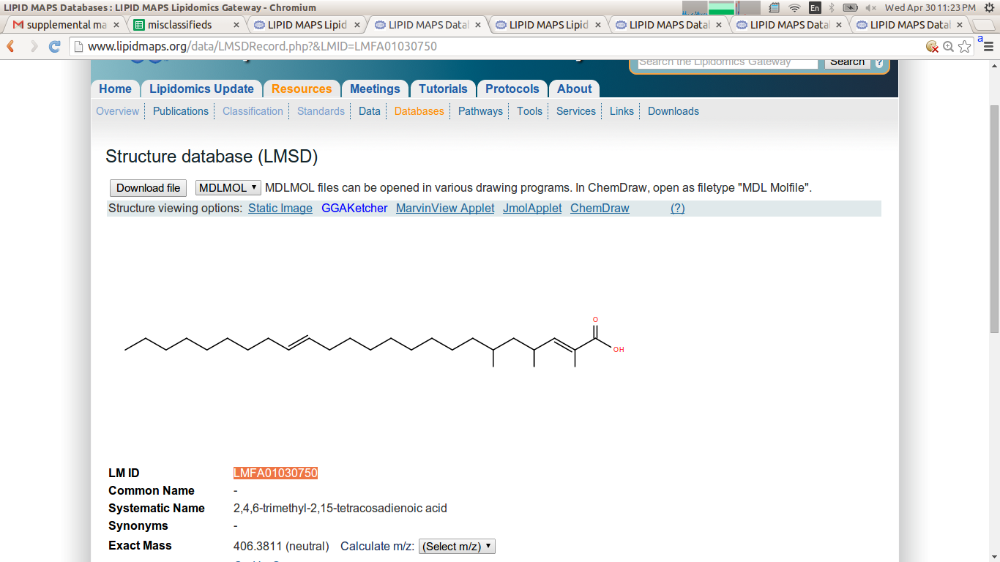 LIPID MAPS Databases : LIPID MAPS Lipidomics Gateway - Chromium
En
Wed Apr 30 11:23 PM
supplemental ma
misclassifieds
LIPID MAPS Lipid
LIPID MAPS Data
LIPID MAPS Lipid
LIPID MAPS Data
LIPID MAPS Data
LIPID MAPS Data
www.lipidmaps.org/data/LMSDRecord.php?&LMID=LMFA01030750
a
Search the Lipidomics Gateway
Search
?
Home
Lipidomics Update
Resources
Meetings
Tutorials
Protocols
About
Overview
Publications
Classification
Standards
Data
Databases
Pathways
Tools
Services
Links
Downloads
Structure database (LMSD)
Download file
MDLMOL
MDLMOL files can be opened in various drawing programs. In ChemDraw, open as filetype "MDL Molfile".
Structure viewing options: Static Image GGAKetcher MarvinView Applet JmolApplet ChemDraw (?)
O
OH
LM ID LMFA01030750
Common Name -
Systematic Name 2,4,6-trimethyl-2,15-tetracosadienoic acid
Synonyms -
Exact Mass 406.3811 (neutral) Calculate m/z: (Select m/z)